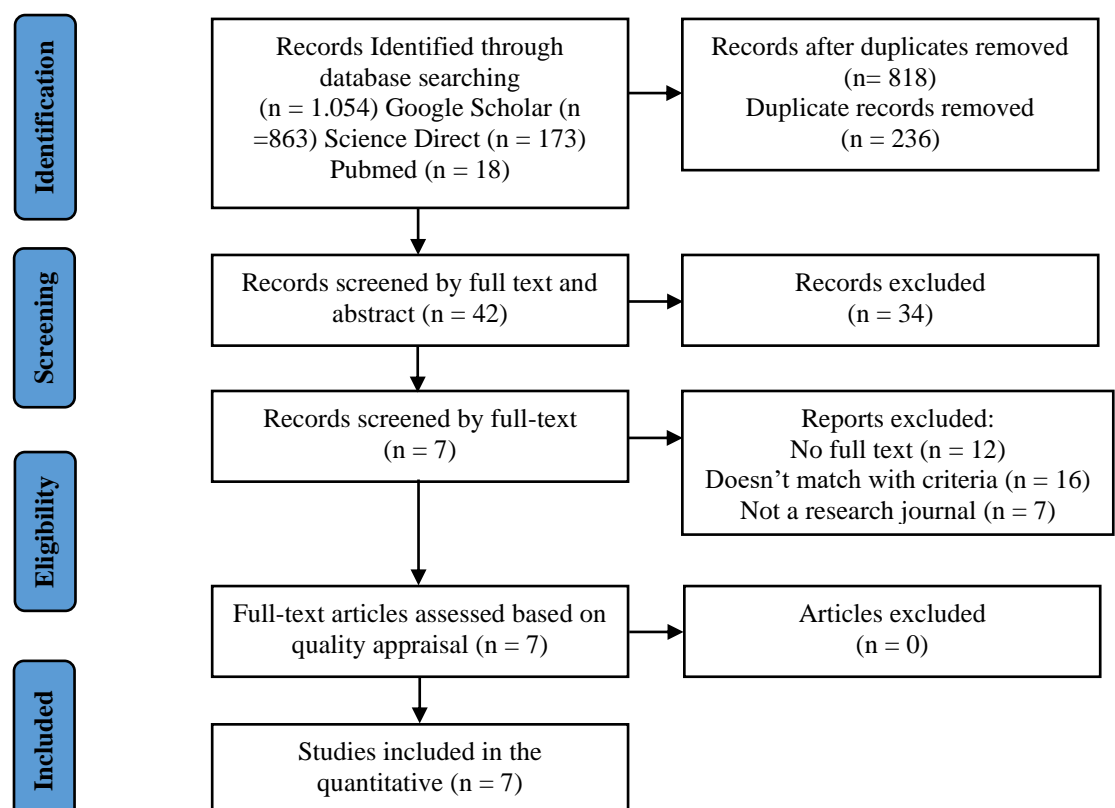 Identification
Records Identified through
database searching
(n = 1.054) Google Scholar (n
=863) Science Direct (n = 173)
Pubmed (n = 18)
Records after duplicates removed
(n= 818)
Duplicate records removed
(n = 236)
Screening
Records screened by full text and
abstract (n = 42)
Records excluded
(n = 34)
Eligibility
Records screened by full-text
(n = 7)
Reports excluded:
No full text (n = 12)
Doesn’t match with criteria (n = 16)
Not a research journal (n = 7)
Full-text articles assessed based on
quality appraisal (n = 7)
Articles excluded
(n = 0)
Included
Studies included in the
quantitative (n = 7)